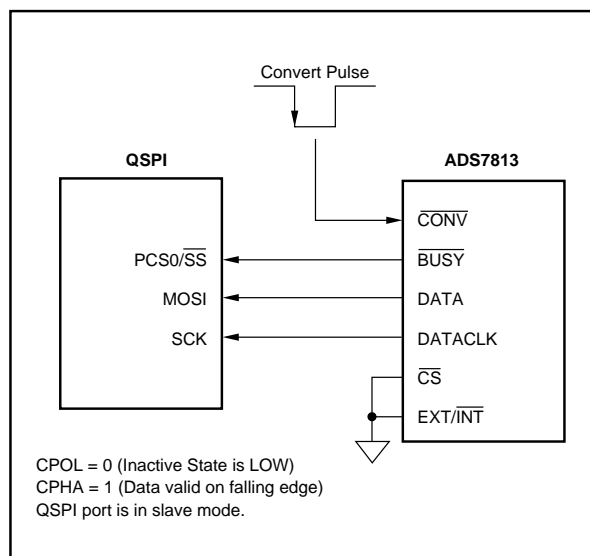 Convert Pulse
QSPI
ADS7813
CONV
PCS0/SS
BUSY
MOSI
DATA
SCK
DATACLK
CS
EXT/INT
CPOL = 0 (Inactive State is LOW)
CPHA = 1 (Data valid on falling edge)
QSPI port is in slave mode.